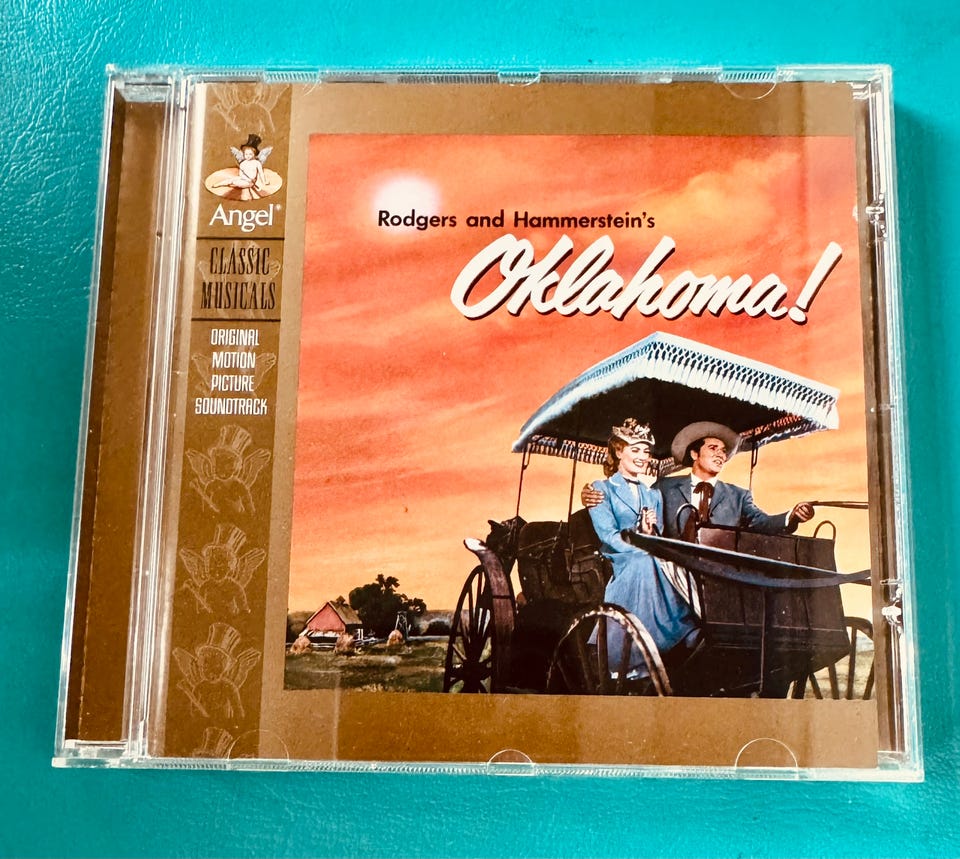 Angel®
CLASSIC
MUSICALS
ORIGINAL
MOTION
PICTURE
SOUNDTRACK
Rodgers and Hammerstein's
Oklahoma!